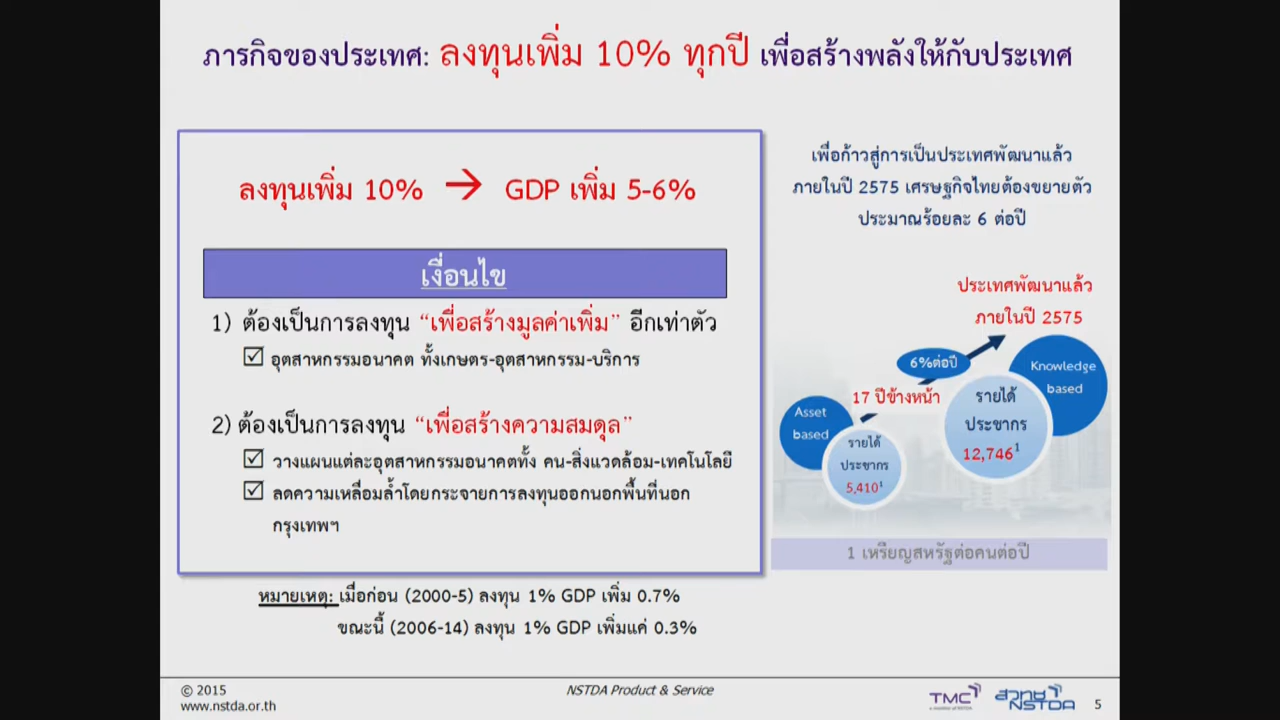 ภารกิจของประเทศ: ลงทุนเพิ่ม 10% ทุกปี เพื่อสร้างพลังให้กับประเทศ
ลงทุนเพิ่ม 10% → GDP เพิ่ม 5-6%
เงื่อนไข
1) ต้องเป็นการลงทุน “เพื่อสร้างมูลค่าเพิ่ม” อีกเท่าตัว
☑ อุตสาหกรรมอนาคต ทั้งเกษตร-อุตสาหกรรม-บริการ
2) ต้องเป็นการลงทุน “เพื่อสร้างความสมดุล”
☑ วางแผนแต่ละอุตสาหกรรมอนาคตทั้ง คน-สิ่งแวดล้อม-เทคโนโลยี
☑ ลดความเหลื่อมล้ำโดยกระจายการลงทุนออกนอกพื้นที่นอก
กรุงเทพฯ
หมายเหตุ: เมื่อก่อน (2000-5) ลงทุน 1% GDP เพิ่ม 0.7%
ขณะนี้ (2006-14) ลงทุน 1% GDP เพิ่มแค่ 0.3%
เพื่อก้าวสู่การเป็นประเทศพัฒนาแล้ว
ภายในปี 2575 เศรษฐกิจไทยต้องขยายตัว
ประมาณร้อยละ 6 ต่อปี
ประเทศพัฒนาแล้ว
ภายในปี 2575
6%ต่อปี
17 ปีข้างหน้า
Knowledge
based
รายได้
ประชากร
12,746¹
Asset
based
รายได้
ประชากร
5,410¹
1 เหรียญสหรัฐต่อคนต่อปี
© 2015
www.nstda.or.th
NSTDA Product & Service
TMC
a member of NSTDA
สวทช
NSTDA
5